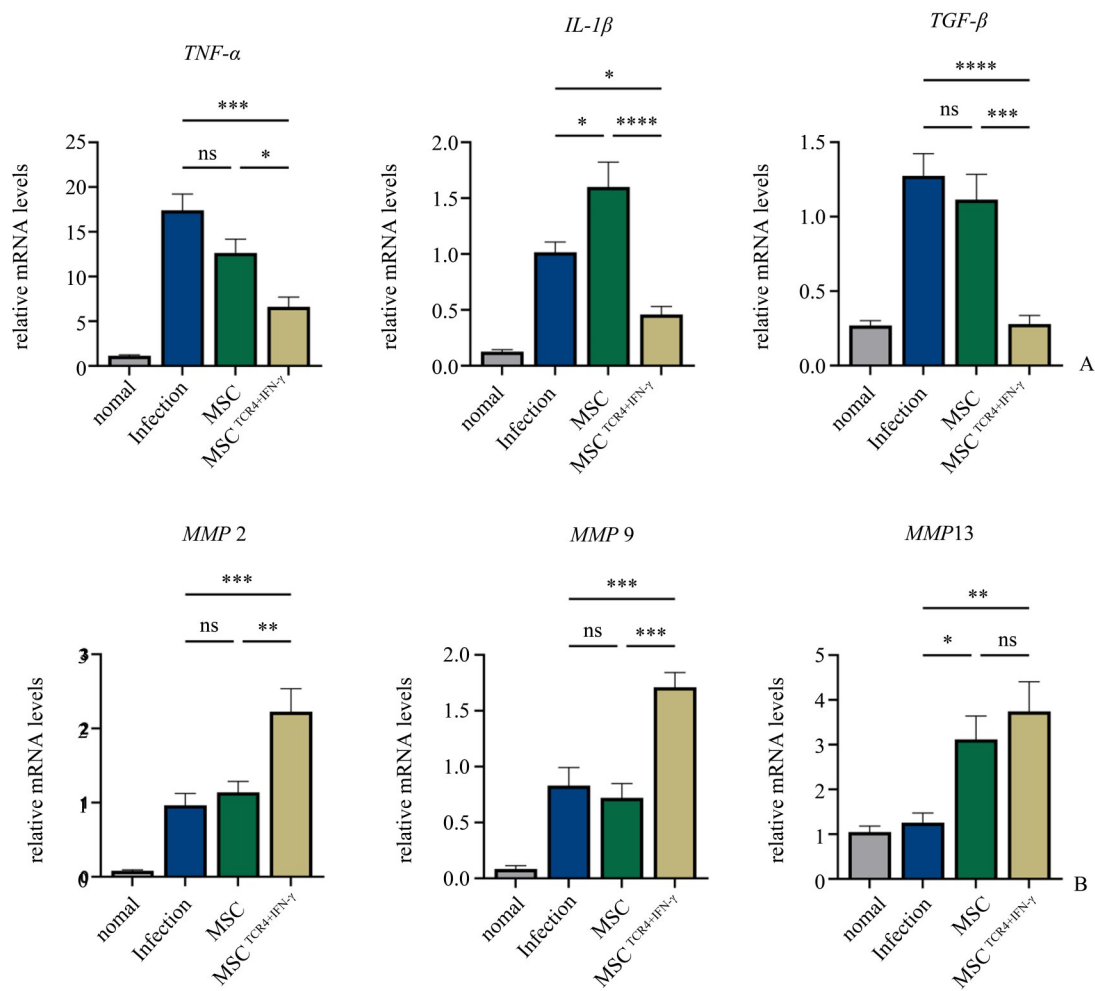 TNF-α
***
ns
*
relative mRNA levels
25
20
15
10
5
0
nomal
Infection
MSC
MSC TCR4+IFN-γ
IL-1β
*
*
****
relative mRNA levels
2.0
1.5
1.0
0.5
0.0
nomal
Infection
MSC
MSC TCR4+IFN-γ
TGF-β
****
ns
***
relative mRNA levels
1.5
1.0
0.5
0.0
nomal
Infection
MSC
MSC TCR4+IFN-γ
A
MMP 2
***
ns
**
relative mRNA levels
3
2
1
0
nomal
Infection
MSC
MSC TCR4+IFN-γ
MMP 9
***
ns
***
relative mRNA levels
2.0
1.5
1.0
0.5
0.0
nomal
Infection
MSC
MSC TCR4+IFN-γ
MMP13
**
*
ns
relative mRNA levels
5
4
3
2
1
0
nomal
Infection
MSC
MSC TCR4+IFN-γ
B